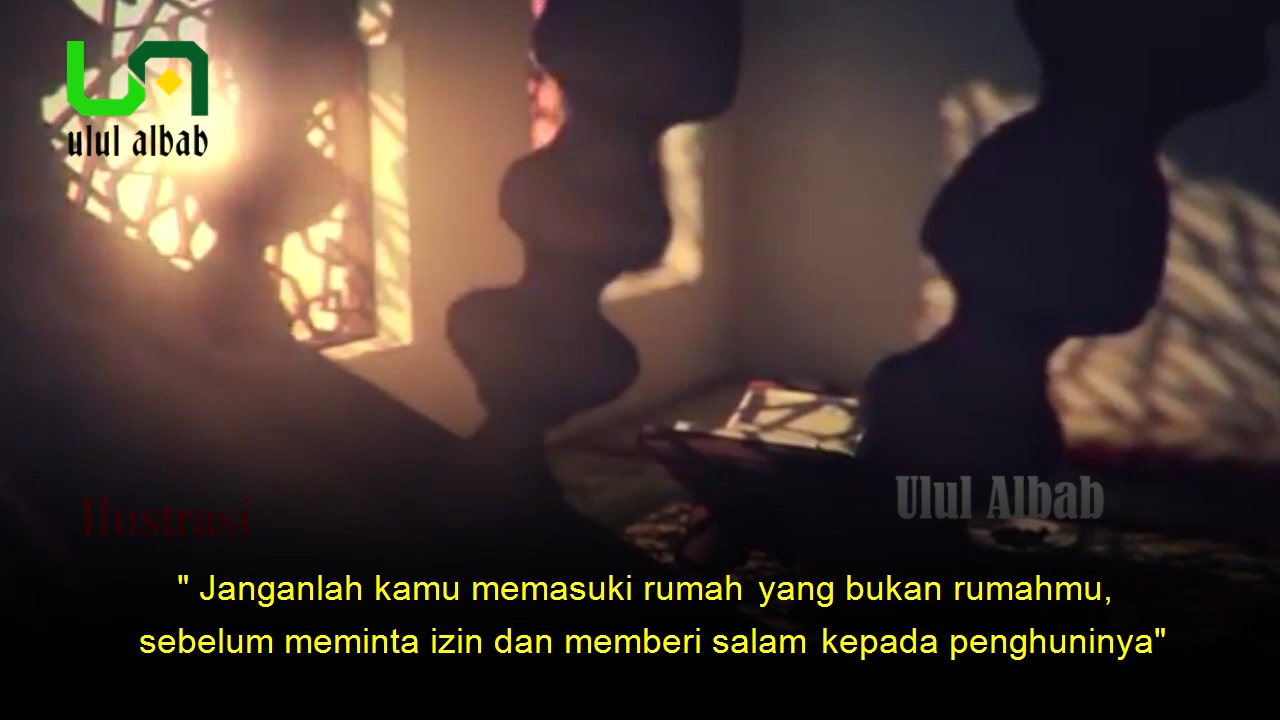 ulul albab
Ulul Albab
Ilustrasi
" Janganlah kamu memasuki rumah yang bukan rumahmu,
sebelum meminta izin dan memberi salam kepada penghuninya"